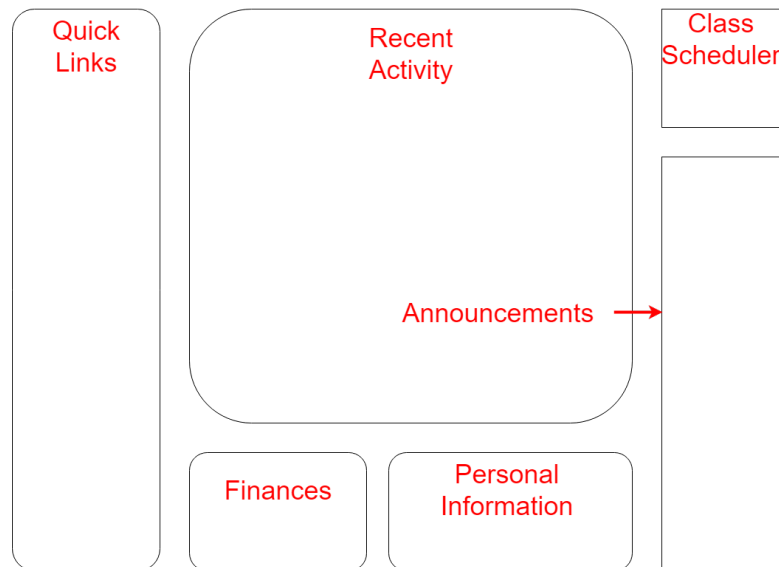 Quick
Links
Recent
Activity
Class
Scheduler
Announcements
Finances
Personal
Information